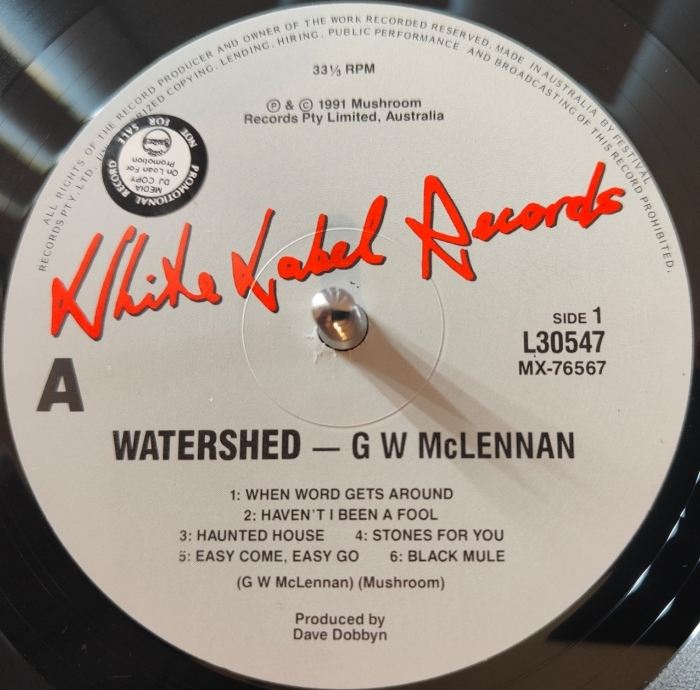 ALL RIGHTS OF THE RECORD PRODUCER AND OWNER OF THE WORK RECORDED RESERVED. MADE IN AUSTRALIA BY FESTIVAL
RECORDS PTY. LTD. COPYING, LENDING, HIRING, PUBLIC PERFORMANCE AND BROADCASTING OF THIS RECORD PROHIBITED.
33⅓ RPM
Ⓟ & © 1991 Mushroom
Records Pty Limited, Australia
PROMOTIONAL RECORD
NOT FOR SALE
MEDIA
DJ COPY
On Loan For
Promotion
White Label Records
SIDE 1
L30547
MX-76567
A
WATERSHED — G W McLENNAN
1: WHEN WORD GETS AROUND
2: HAVEN'T I BEEN A FOOL
3: HAUNTED HOUSE 4: STONES FOR YOU
5: EASY COME, EASY GO 6: BLACK MULE
(G W McLennan) (Mushroom)
Produced by
Dave Dobbyn